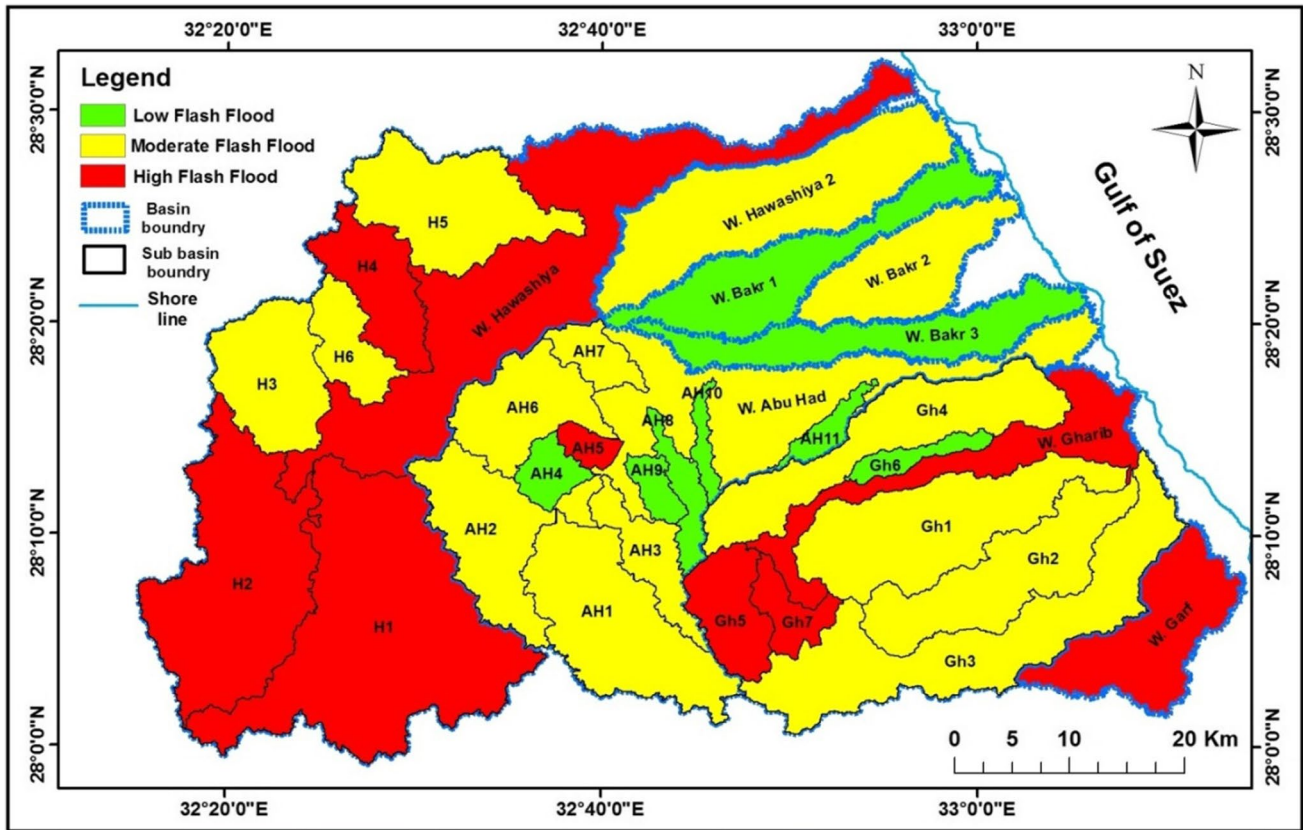 32°20'0"E
32°40'0"E
33°0'0"E
Legend
Low Flash Flood
Moderate Flash Flood
High Flash Flood
Basin
boundry
Sub basin
boundry
Shore
line
N
28°30'0"N
28°30'0"N
Gulf of Suez
W. Hawashiya 2
H5
H4
W. Bakr 2
W. Bakr 1
W. Hawashiya
28°20'0"N
28°20'0"N
W. Bakr 3
AH7
H6
H3
AH10
W. Abu Had
AH6
Gh4
AH8
AH11
W. Gharib
AH5
AH4
AH9
Gh6
28°10'0"N
28°10'0"N
AH2
Gh1
AH3
Gh2
H2
AH1
Gh5
Gh7
H1
W. Garf
Gh3
28°0'0"N
28°0'0"N
0 5 10 20 Km
32°20'0"E
32°40'0"E
33°0'0"E